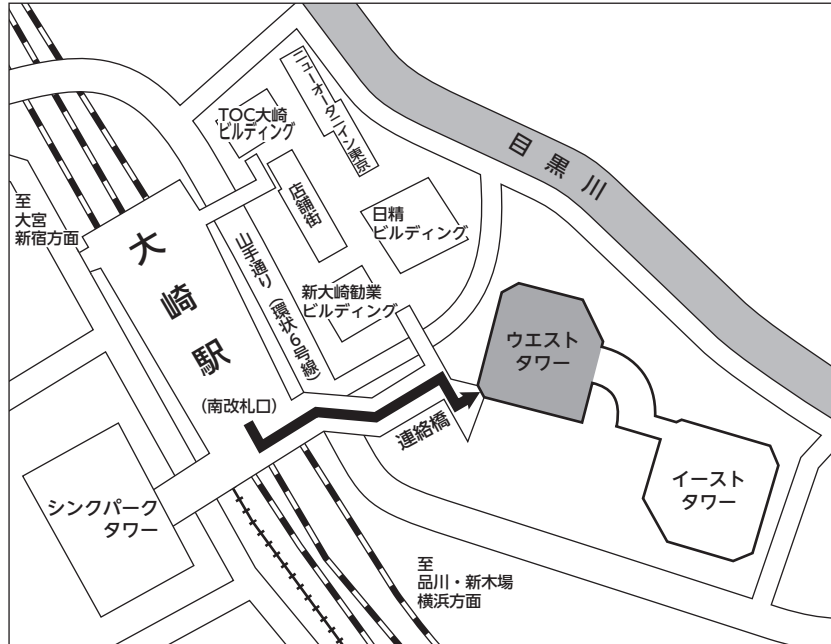 ニューオータニイン東京
TOC大崎
ビルディング
目黒川
至
大宮
新宿方面
店舗街
日精
ビルディング
大崎駅
山手通り（環状6号線）
新大崎勧業
ビルディング
ウエスト
タワー
（南改札口）
連絡橋
シンクパーク
タワー
イースト
タワー
至
品川・新木場
横浜方面